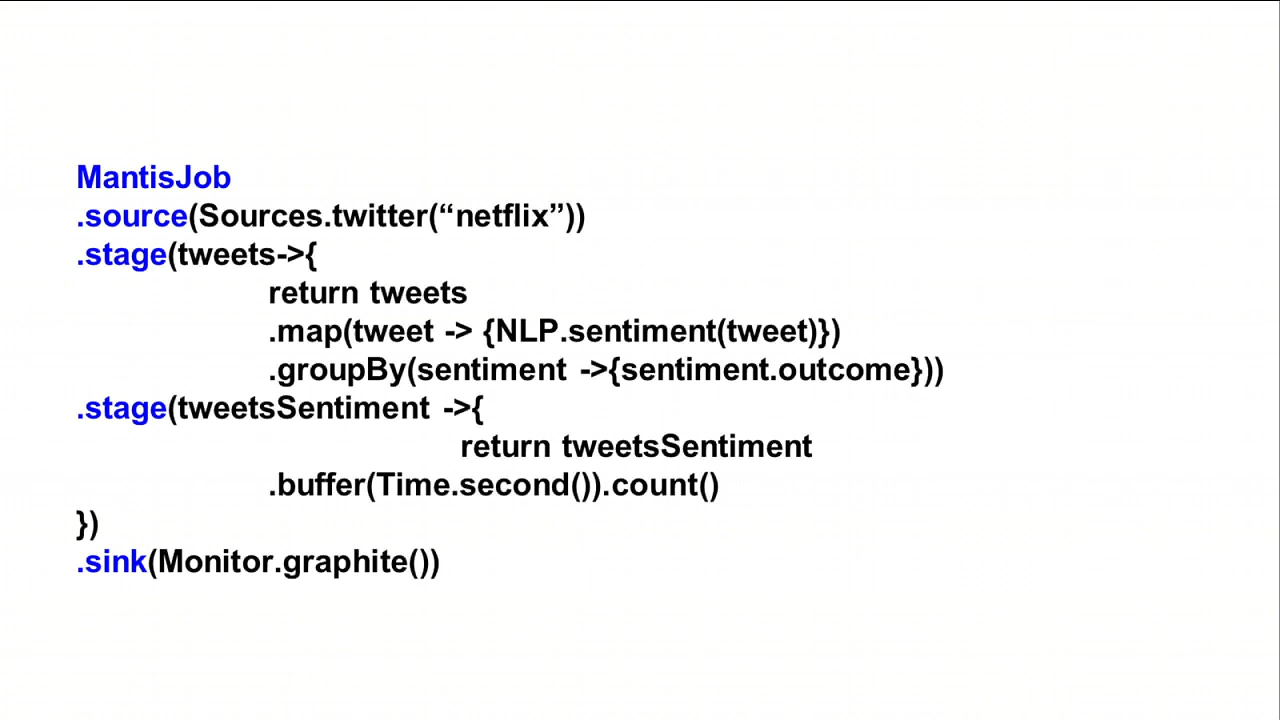 MantisJob
.source(Sources.twitter(“netflix”))
.stage(tweets->{
return tweets
.map(tweet -> {NLP.sentiment(tweet)})
.groupBy(sentiment ->{sentiment.outcome}))
.stage(tweetsSentiment ->{
return tweetsSentiment
.buffer(Time.second()).count()
})
.sink(Monitor.graphite())